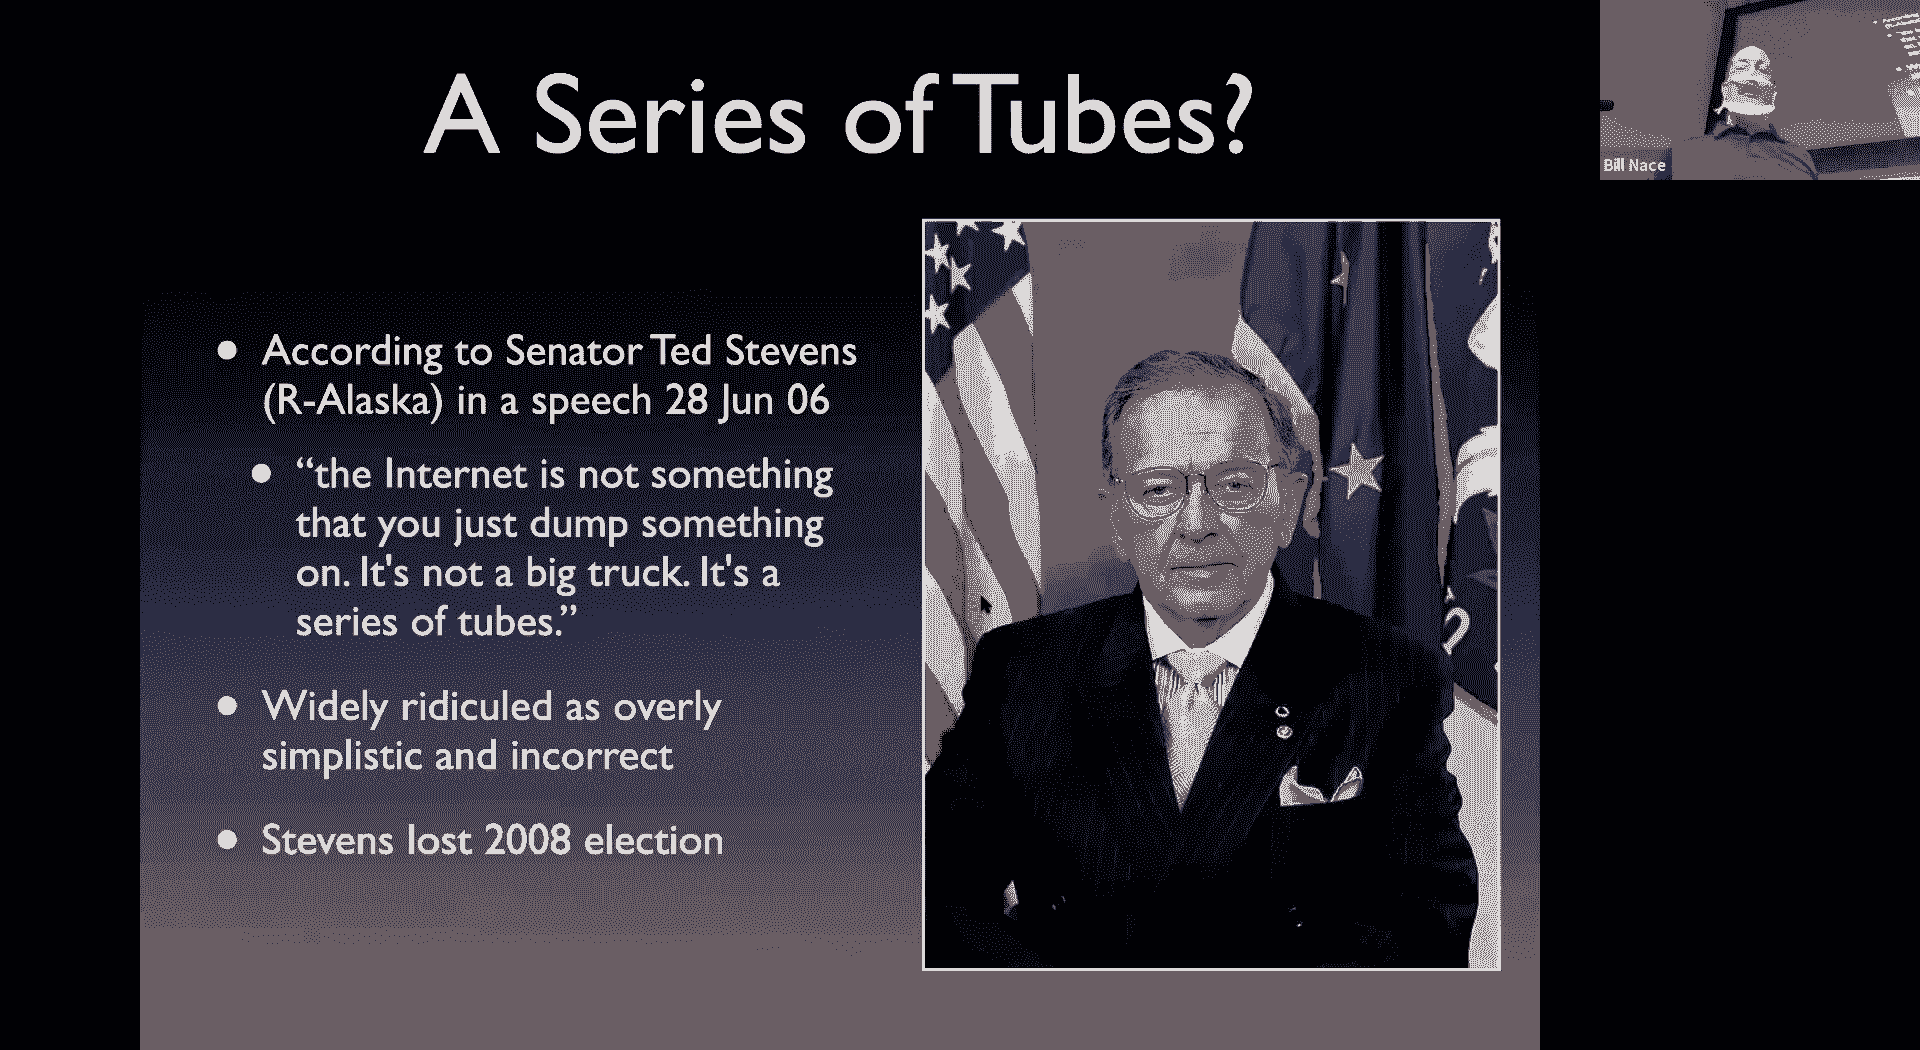 A Series of Tubes?
• According to Senator Ted Stevens
(R-Alaska) in a speech 28 Jun 06
• “the Internet is not something
that you just dump something
on. It's not a big truck. It's a
series of tubes.”
• Widely ridiculed as overly
simplistic and incorrect
• Stevens lost 2008 election
Bill Nace